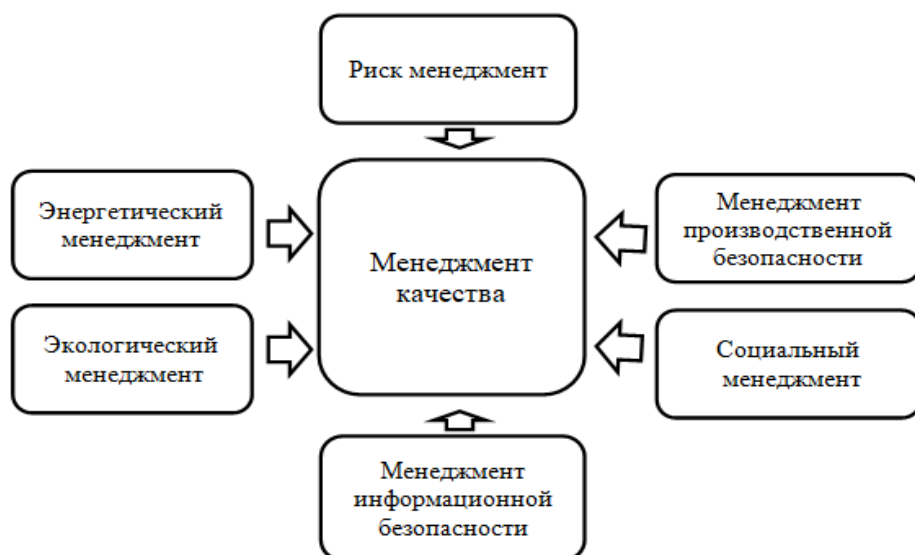 Риск менеджмент
Энергетический
менеджмент
Менеджмент
производственной
безопасности
Менеджмент
качества
Экологический
менеджмент
Социальный
менеджмент
Менеджмент
информационной
безопасности